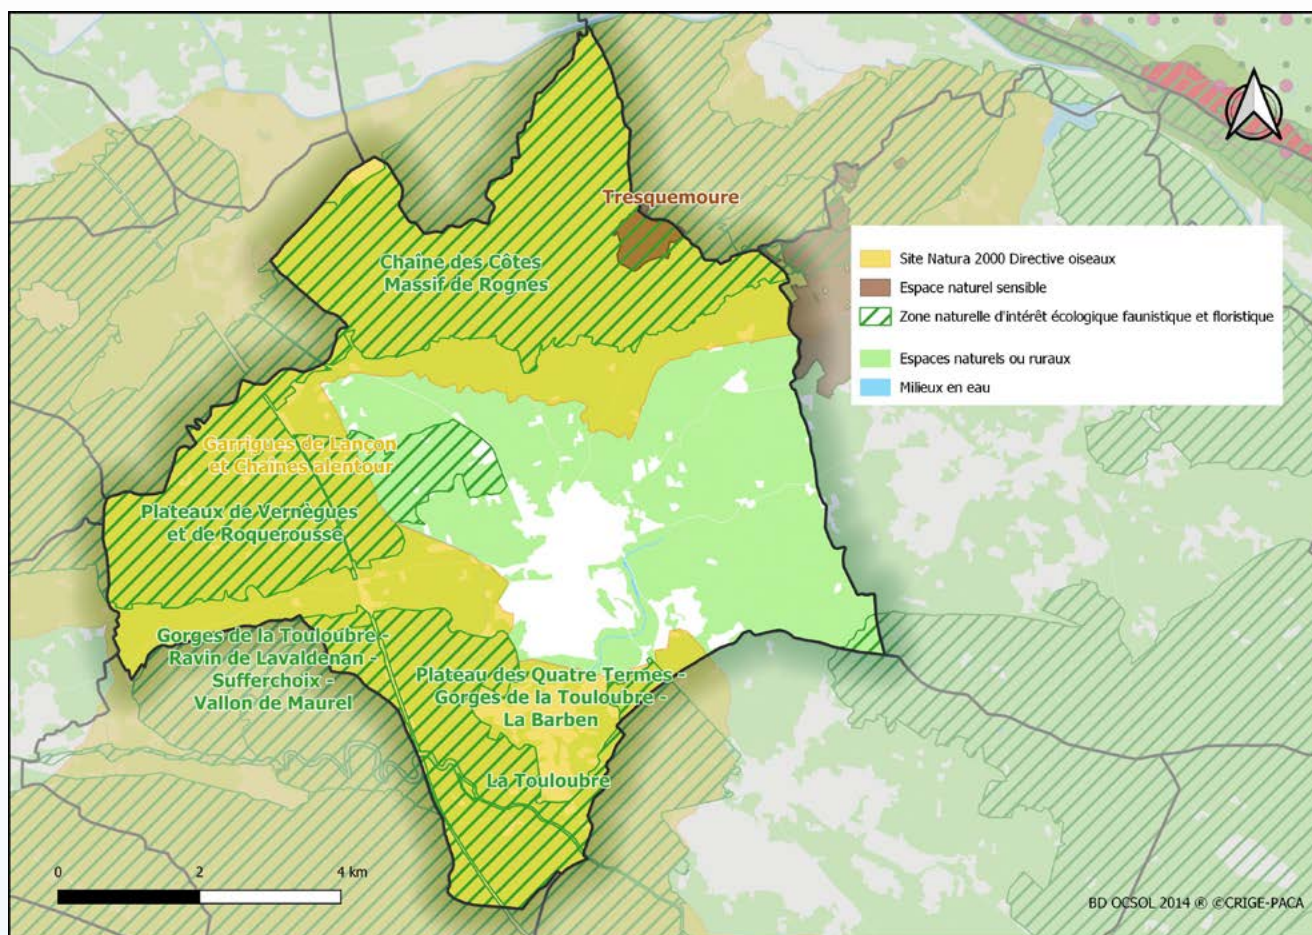 Tresquemoure
Chaîne des Côtes
Massif de Rognes
Site Natura 2000 Directive oiseaux
Espace naturel sensible
Zone naturelle d'intérêt écologique faunistique et floristique
Espaces naturels ou ruraux
Milieux en eau
Garrigues de Lançon
et Chaînes alentour
Plateaux de Vernègues
et de Roquerousse
Gorges de la Touloubre -
Ravin de Lavaldenan -
Sufferchoix -
Vallon de Maurel
Plateau des Quatre Termes -
Gorges de la Touloubre -
La Barben
La Touloubre
0 2 4 km
BD OCSOL 2014 ® ©CRIGE-PACA